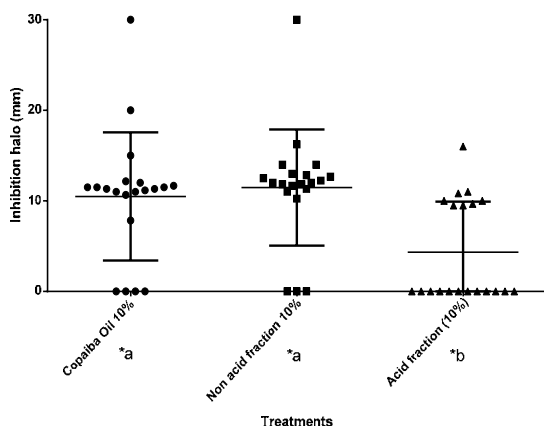 30
20
10
0
Inhibition halo (mm)
Copaiba Oil 10%
Non acid fraction 10%
Acid fraction (10%)
*a
*a
*b
Treatments